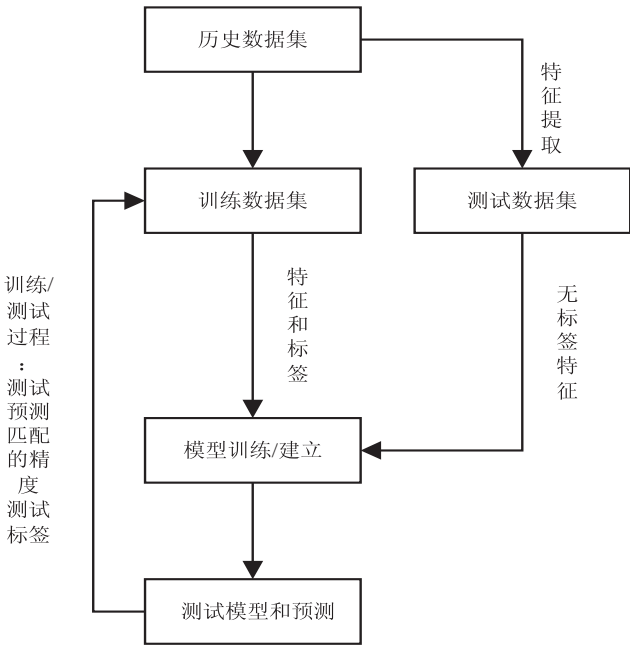 历史数据集
特
征
提
取
训练数据集
测试数据集
训练/
测试
过程
:
测试
预测
匹配
的精
度
测试
标签
特
征
和
标
签
无
标
签
特
征
模型训练/建立
测试模型和预测